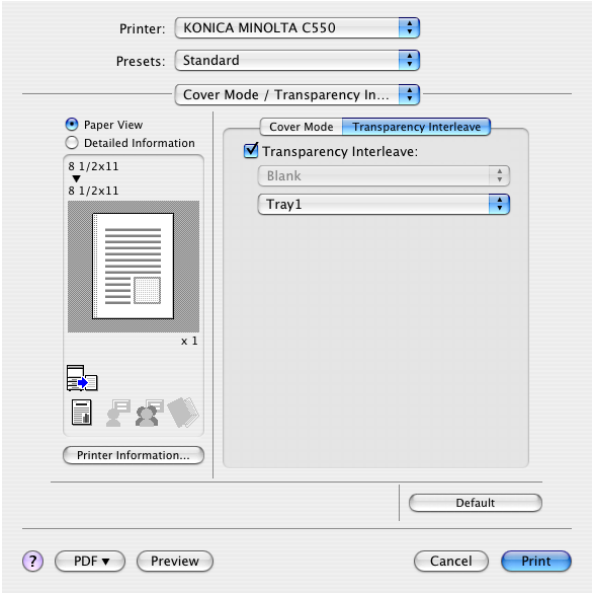 Printer: KONICA MINOLTA C550
Presets: Standard
Cover Mode / Transparency In...
Paper View
Detailed Information
8 1/2x11
8 1/2x11
x 1
Printer Information...
Cover Mode Transparency Interleave
Transparency Interleave:
Blank
Tray1
Default
? PDF Preview Cancel Print